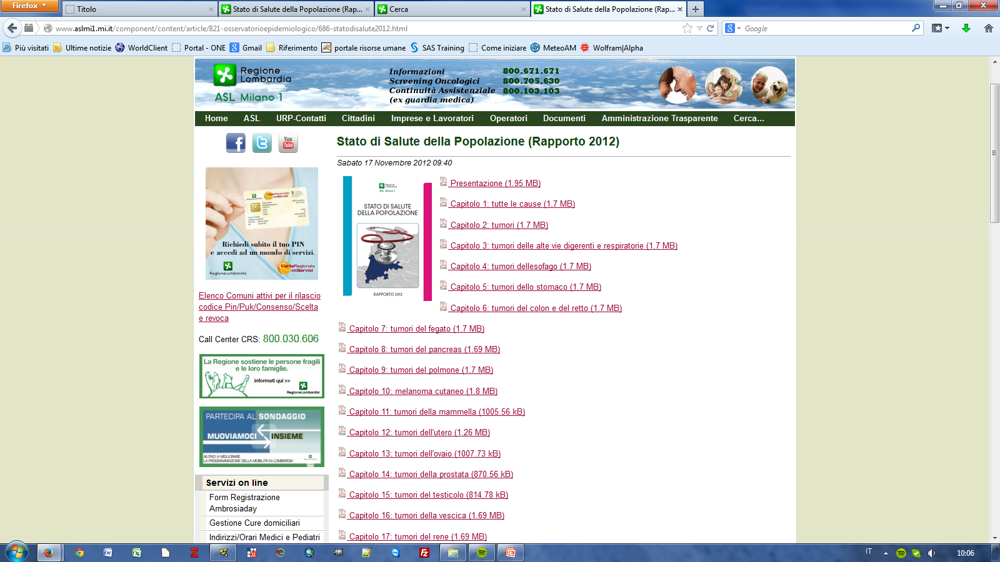 Firefox
Titolo
Stato di Salute della Popolazione (Rap...
Cerca
Stato di Salute della Popolazione (Rap...
www.aslmi1.mi.it/component/content/article/821-osservatorioepidemiologico/686-statodisalute2012.html
Google
Più visitati
Ultime notizie
WorldClient
Portal - ONE
Gmail
Riferimento
portale risorse umane
SAS Training
Come iniziare
MeteoAM
Wolfram|Alpha
Regione
Lombardia
ASL Milano 1
Informazioni 800.671.671
Screening Oncologici 800.705.630
Continuità Assistenziale 800.103.103
(ex guardia medica)
Home
ASL
URP-Contatti
Cittadini
Imprese e Lavoratori
Operatori
Documenti
Amministrazione Trasparente
Cerca...
You
Tube
Carta Regionale
dei Servizi
Richiedi subito il tuo PIN
e accedi ad un mondo di servizi.
RegioneLombardia
CartaRegionale
deiServizi
Elenco Comuni attivi per il rilascio
codice Pin/Puk/Consenso/Scelta
e revoca
Call Center CRS: 800.030.606
La Regione sostiene le persone fragili
e le loro famiglie.
informati qui >>
RegioneLombardia
PARTECIPA AL SONDAGGIO
MUOVIAMOCI INSIEME
AIUTACI A MIGLIORARE
LA PROGRAMMAZIONE DELLA MOBILITÀ IN LOMBARDIA
Servizi on line
Form Registrazione
Ambrosiaday
Gestione Cure domiciliari
Indirizzi/Orari Medici e Pediatri
Stato di Salute della Popolazione (Rapporto 2012)
Sabato 17 Novembre 2012 09:40
Regione
Lombardia
ASL Milano 1
STATO DI SALUTE
DELLA POPOLAZIONE
RAPPORTO 2012
Presentazione (1.95 MB)
Capitolo 1: tutte le cause (1.7 MB)
Capitolo 2: tumori (1.7 MB)
Capitolo 3: tumori delle alte vie digerenti e respiratorie (1.7 MB)
Capitolo 4: tumori dellesofago (1.7 MB)
Capitolo 5: tumori dello stomaco (1.7 MB)
Capitolo 6: tumori del colon e del retto (1.7 MB)
Capitolo 7: tumori del fegato (1.7 MB)
Capitolo 8: tumori del pancreas (1.69 MB)
Capitolo 9: tumori del polmone (1.7 MB)
Capitolo 10: melanoma cutaneo (1.8 MB)
Capitolo 11: tumori della mammella (1005.56 kB)
Capitolo 12: tumori dell'utero (1.26 MB)
Capitolo 13: tumori dell'ovaio (1007.73 kB)
Capitolo 14: tumori della prostata (870.56 kB)
Capitolo 15: tumori del testicolo (814.78 kB)
Capitolo 16: tumori della vescica (1.69 MB)
Capitolo 17: tumori del rene (1.69 MB)
IT
10:06